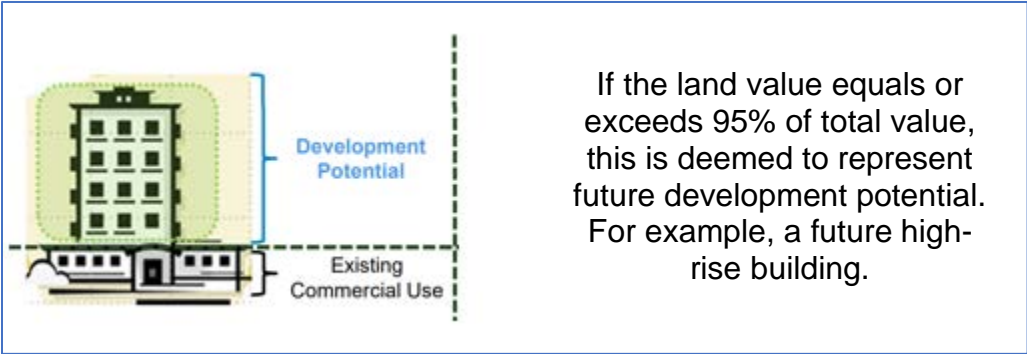 Development
Potential
Existing
Commercial Use
If the land value equals or
exceeds 95% of total value,
this is deemed to represent
future development potential.
For example, a future high-
rise building.